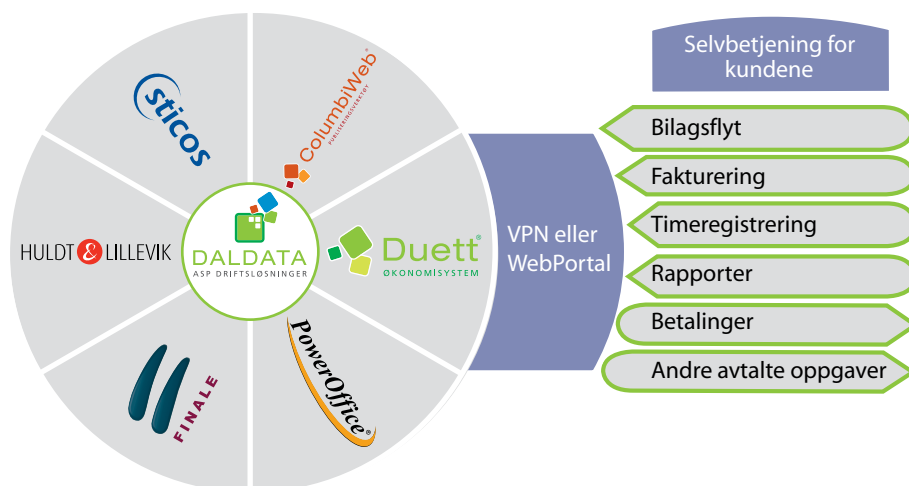 Selvbetjening for
kundene
sticos
ColumbiWeb®
PUBLISERINGSVERKTØY
Bilagsflyt
Fakturering
Timeregistrering
HULDT & LILLEVIK
DALDATA
ASP DRIFTSLØSNINGER
Duett®
ØKONOMISYSTEM
VPN eller
WebPortal
Rapporter
Betalinger
Andre avtalte oppgaver
FINALE
PowerOffice®